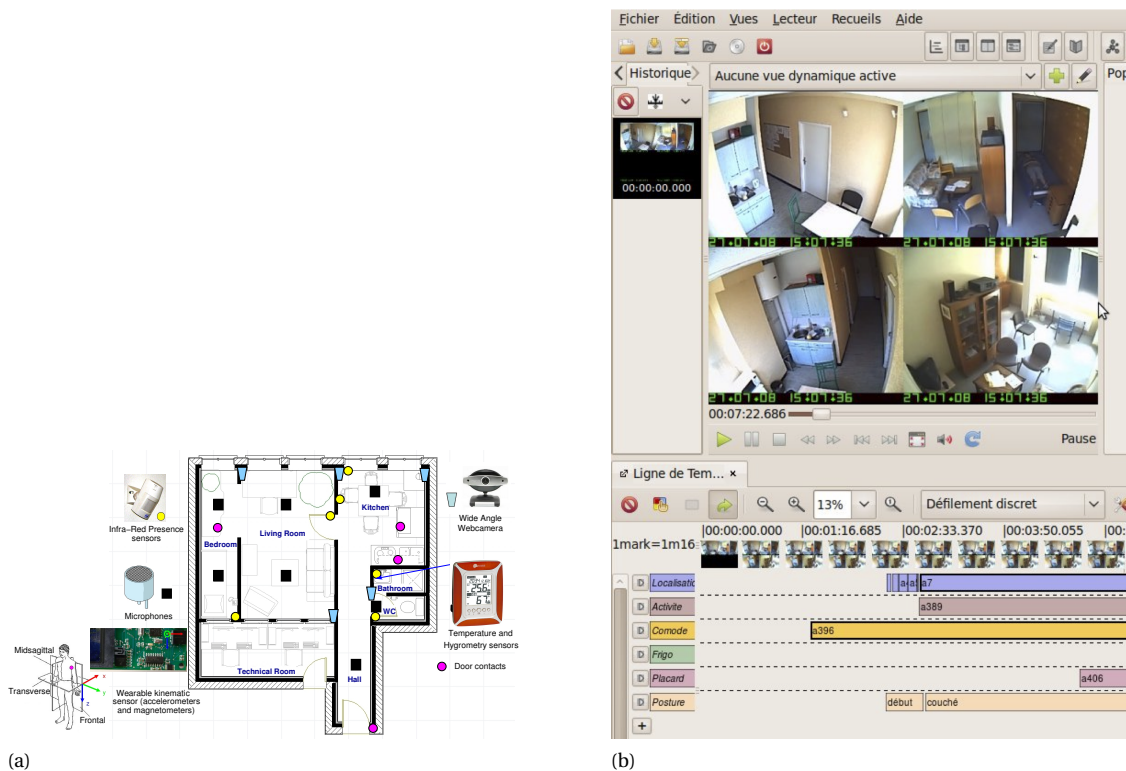 Infra−Red Presence
sensors
Microphones
Midsagittal
Transverse
Frontal
x
y
z
Wearable kinematic
sensor (accelerometers
and magnetometers)
Bedroom
Living Room
Kitchen
Bathroom
WC
Technical Room
Hall
Wide Angle
Webcamera
Temperature and
Hygrometry sensors
Door contacts
(a)
Fichier Édition Vues Lecteur Recueils Aide
Historique
Aucune vue dynamique active
Pop
00:00:00.000
27.07.08 15:07:36
27.07.08 15:07:36
27.07.08 15:07:36
27.07.08 15:07:36
00:07:22.686
Pause
Ligne de Tem... ×
13%
Défilement discret
|00:00:00.000 |00:01:16.685 |00:02:33.370 |00:03:50.055 |00:
1mark=1m16
D Localisatio a7
D Activite a389
D Comode a396
D Frigo
D Placard a406
D Posture début couché
(b)